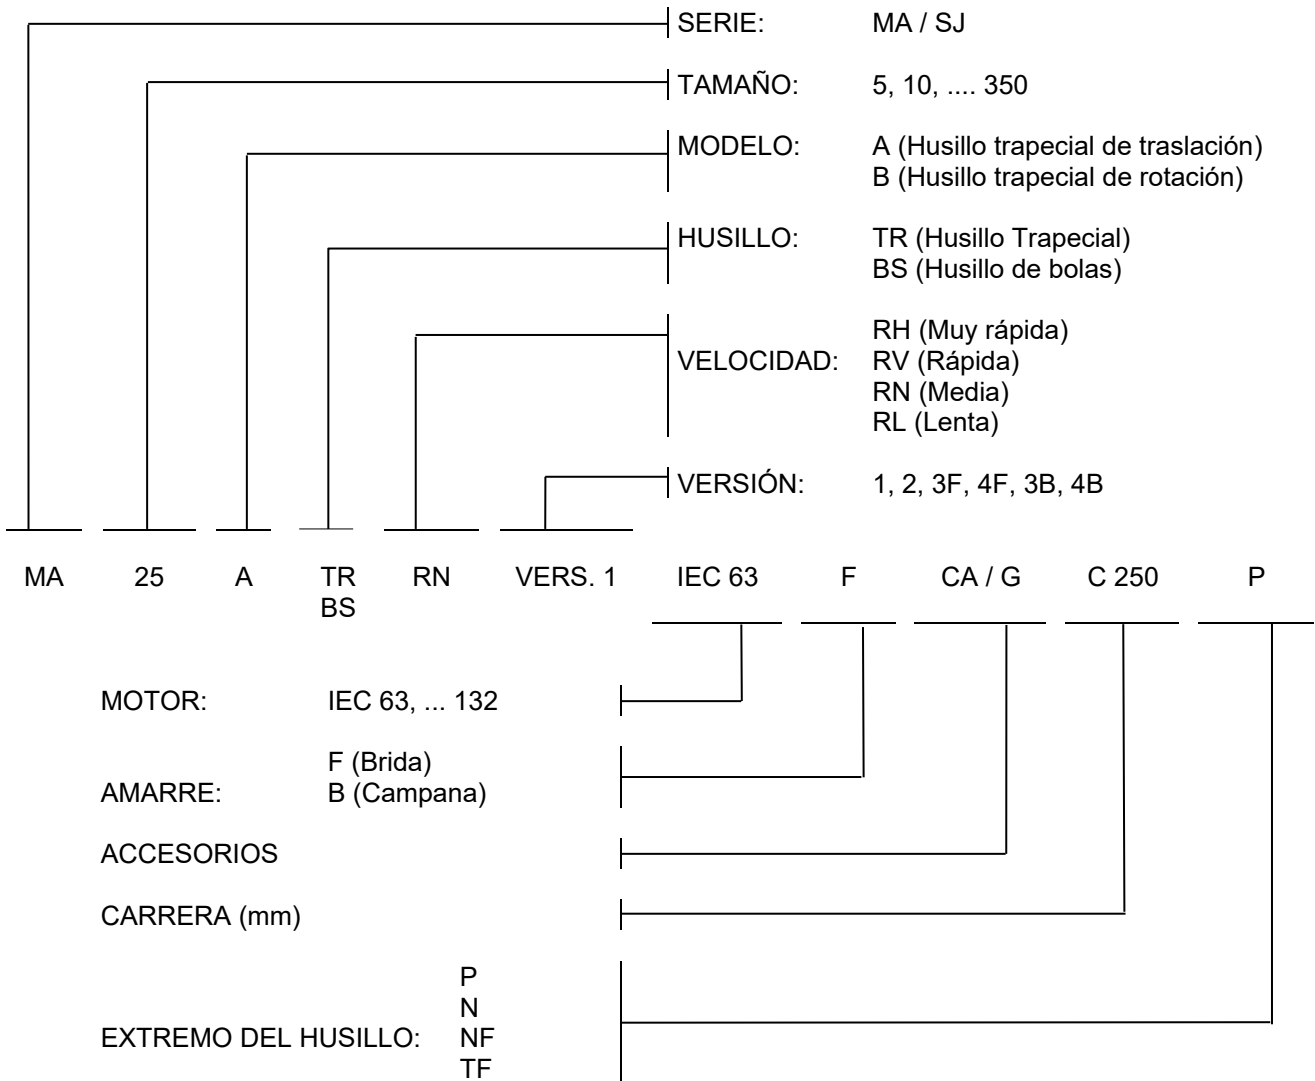 SERIE: MA / SJ
TAMAÑO: 5, 10, .... 350
MODELO: A (Husillo trapecial de traslación)
B (Husillo trapecial de rotación)
HUSILLO: TR (Husillo Trapecial)
BS (Husillo de bolas)
RH (Muy rápida)
VELOCIDAD: RV (Rápida)
RN (Media)
RL (Lenta)
VERSIÓN: 1, 2, 3F, 4F, 3B, 4B
MA 25 A TR RN VERS. 1 IEC 63 F CA / G C 250 P
BS
MOTOR: IEC 63, ... 132
F (Brida)
AMARRE: B (Campana)
ACCESORIOS
CARRERA (mm)
P
N
EXTREMO DEL HUSILLO: NF
TF